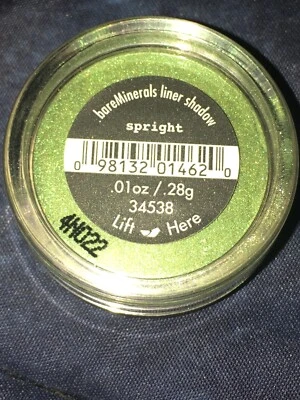 bareMinerals liner shadow
spright
0 98132 01462 0
.01oz / .28g
34538
Lift Here
4N022